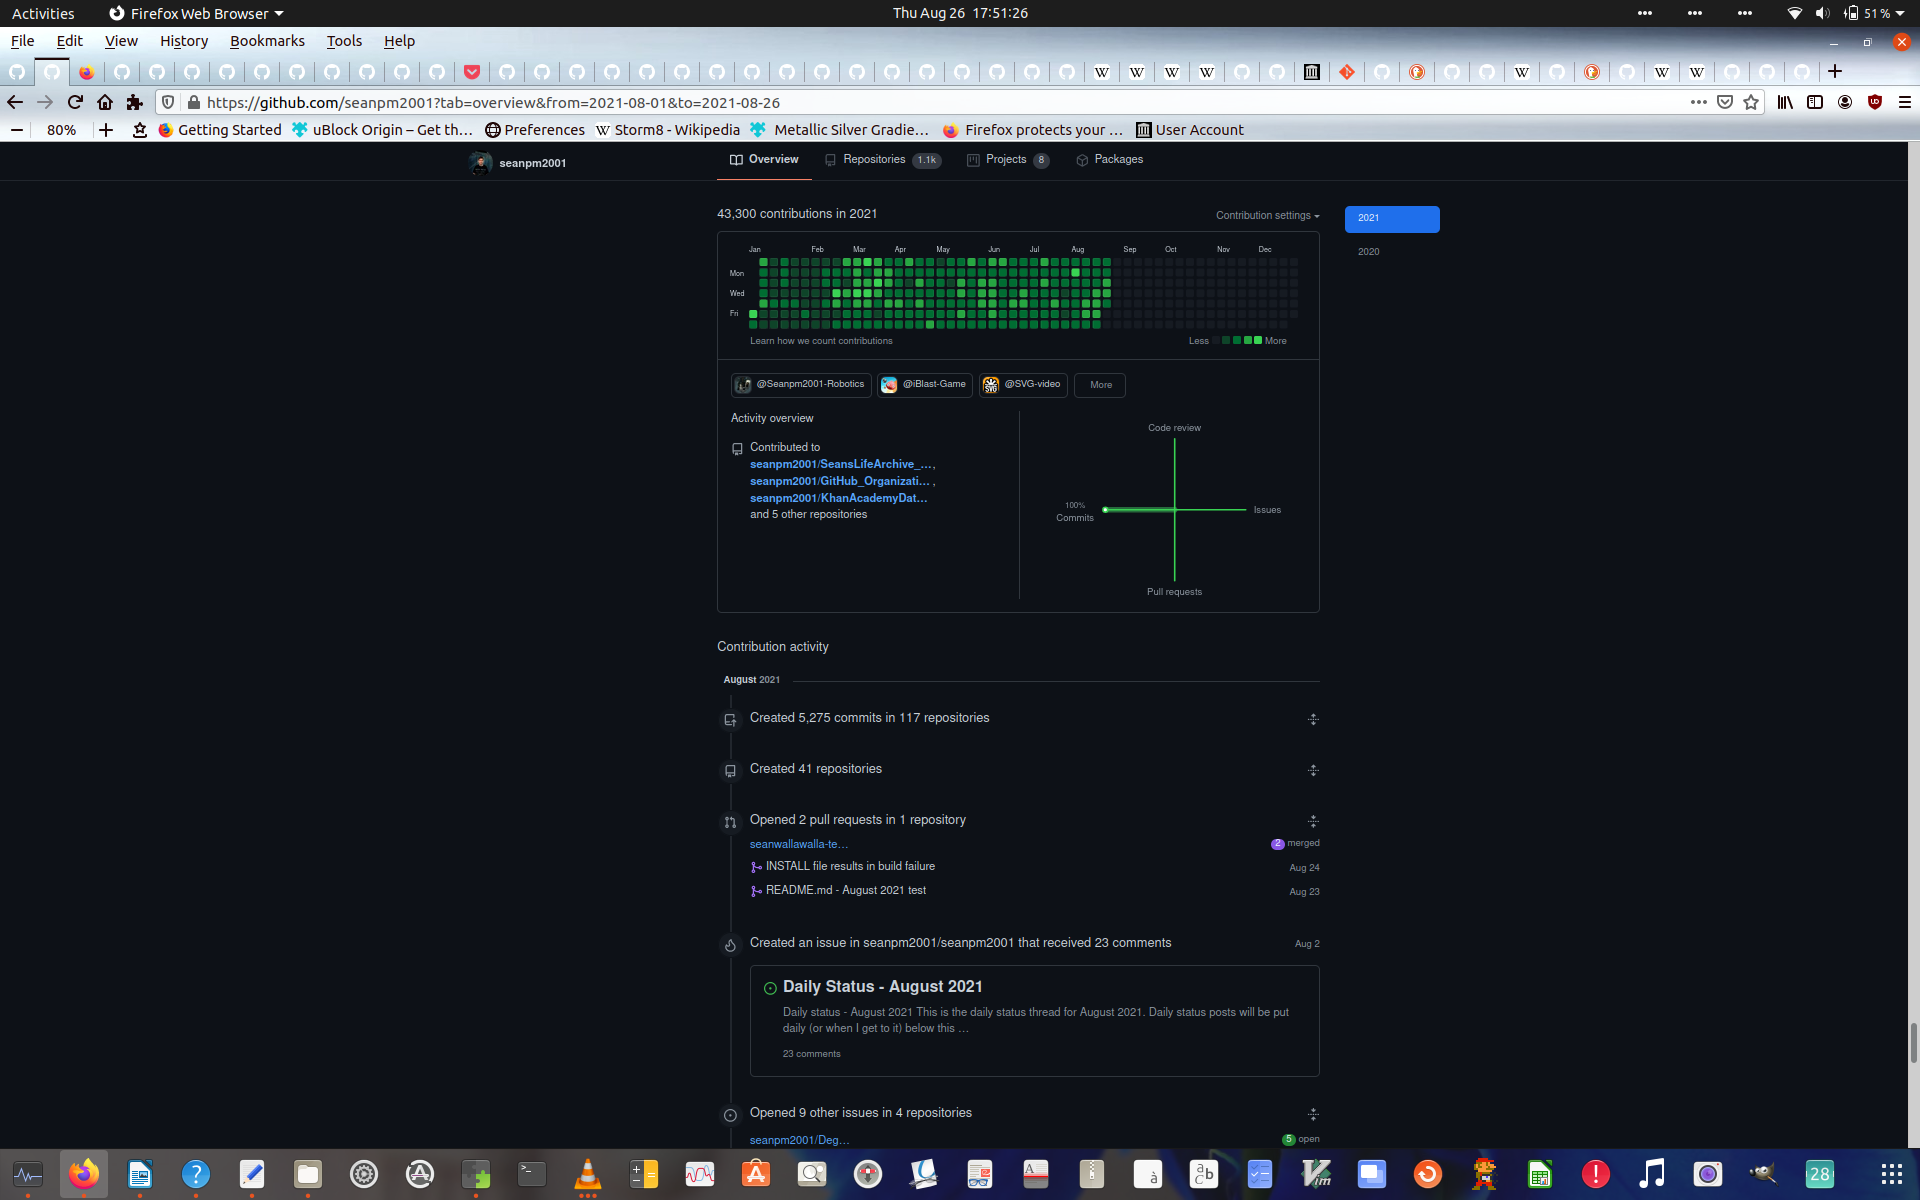 Activities Firefox Web Browser Thu Aug 26 17:51:26 51 %
File Edit View History Bookmarks Tools Help
https://github.com/seanpm2001?tab=overview&from=2021-08-01&to=2021-08-26
80% Getting Started uBlock Origin – Get th… Preferences Storm8 - Wikipedia Metallic Silver Gradie… Firefox protects your … User Account
seanpm2001 Overview Repositories 1.1k Projects 8 Packages
43,300 contributions in 2021 Contribution settings 2021
2020
Jan Feb Mar Apr May Jun Jul Aug Sep Oct Nov Dec
Mon
Wed
Fri
Learn how we count contributions Less More
@Seanpm2001-Robotics @iBlast-Game @SVG-video More
Activity overview
Code review
Contributed to
seanpm2001/SeansLifeArchive_…,
seanpm2001/GitHub_Organizati… ,
seanpm2001/KhanAcademyDat…
and 5 other repositories
100%
Commits
Issues
Pull requests
Contribution activity
August 2021
Created 5,275 commits in 117 repositories
Created 41 repositories
Opened 2 pull requests in 1 repository
seanwallawalla-te… 2 merged
INSTALL file results in build failure Aug 24
README.md - August 2021 test Aug 23
Created an issue in seanpm2001/seanpm2001 that received 23 comments Aug 2
Daily Status - August 2021
Daily status - August 2021 This is the daily status thread for August 2021. Daily status posts will be put
daily (or when I get to it) below this …
23 comments
Opened 9 other issues in 4 repositories
seanpm2001/Deg… 5 open
28